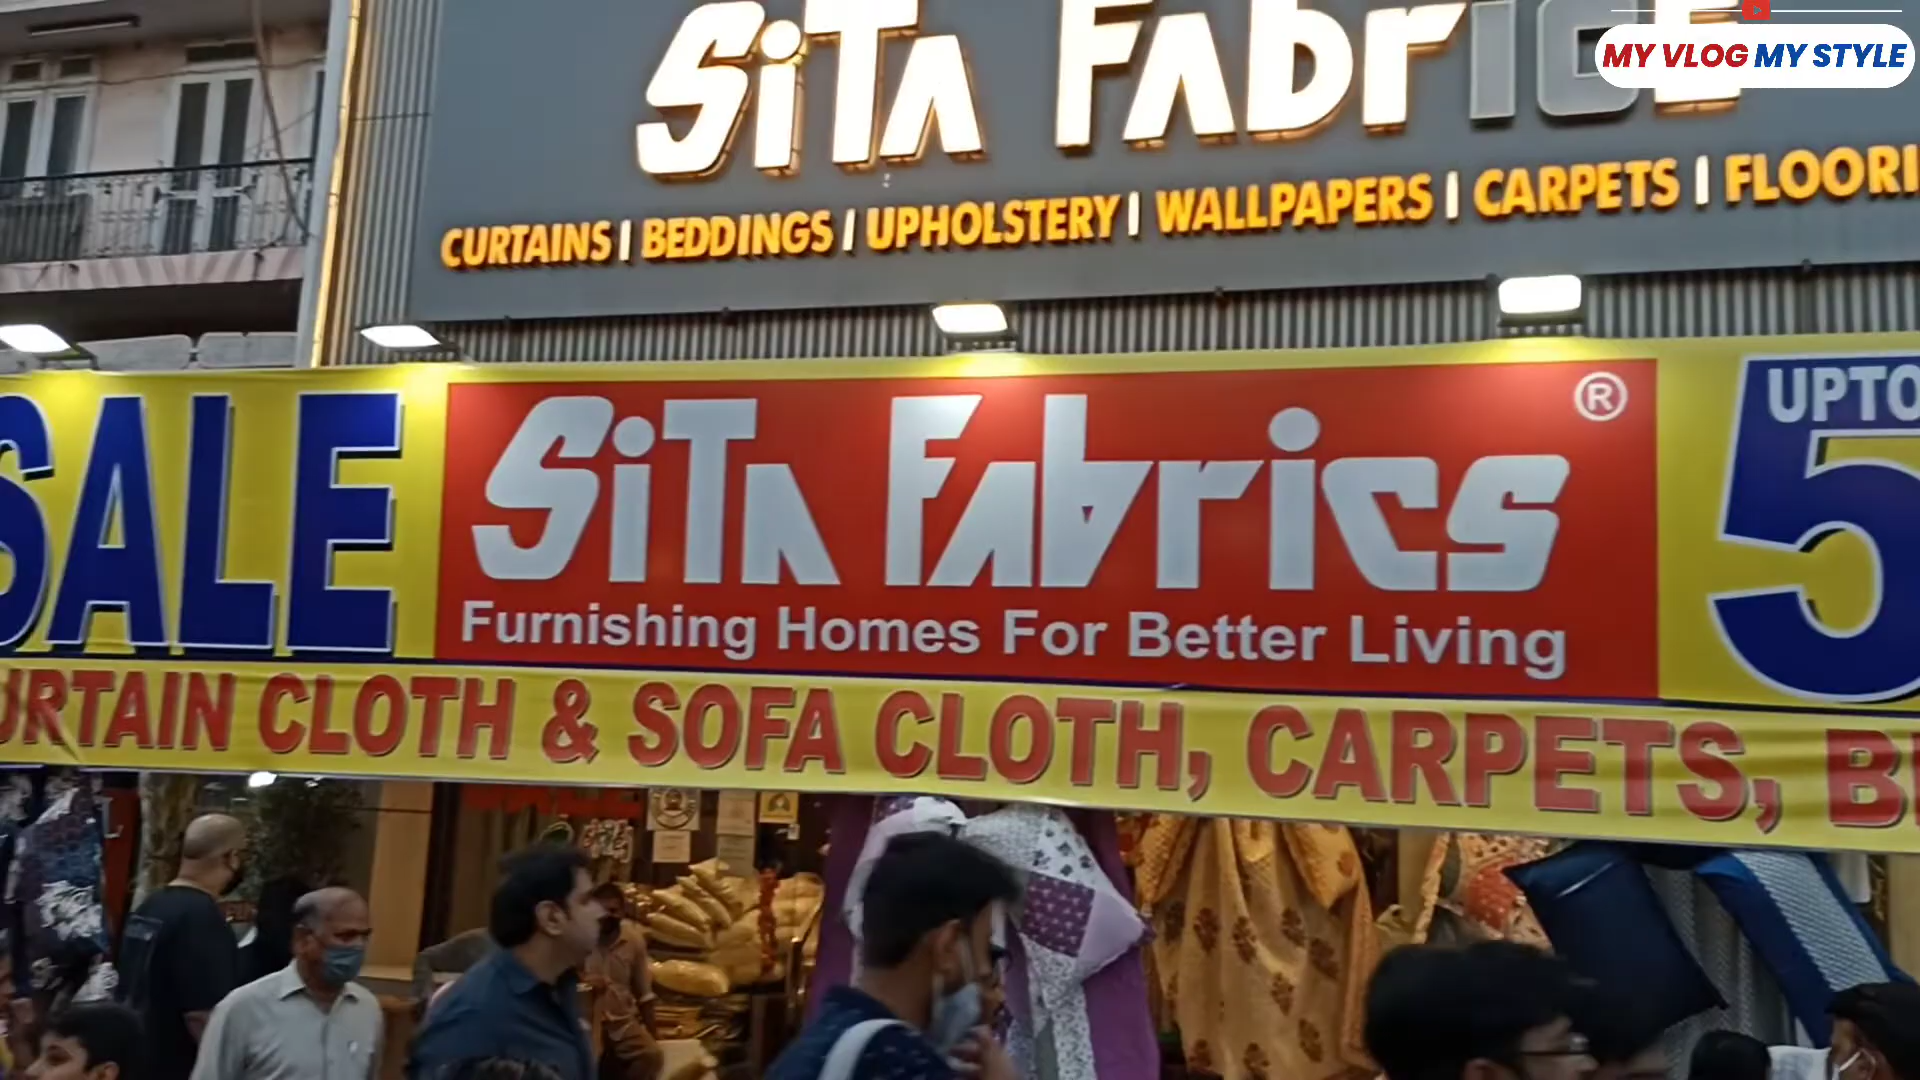 SiTA FAbric
MY VLOG MY STYLE
CURTAINS | BEDDINGS | UPHOLSTERY | WALLPAPERS | CARPETS | FLOORI
SALE
SiTA FAbrics ®
Furnishing Homes For Better Living
UPTO
5
URTAIN CLOTH & SOFA CLOTH, CARPETS, B